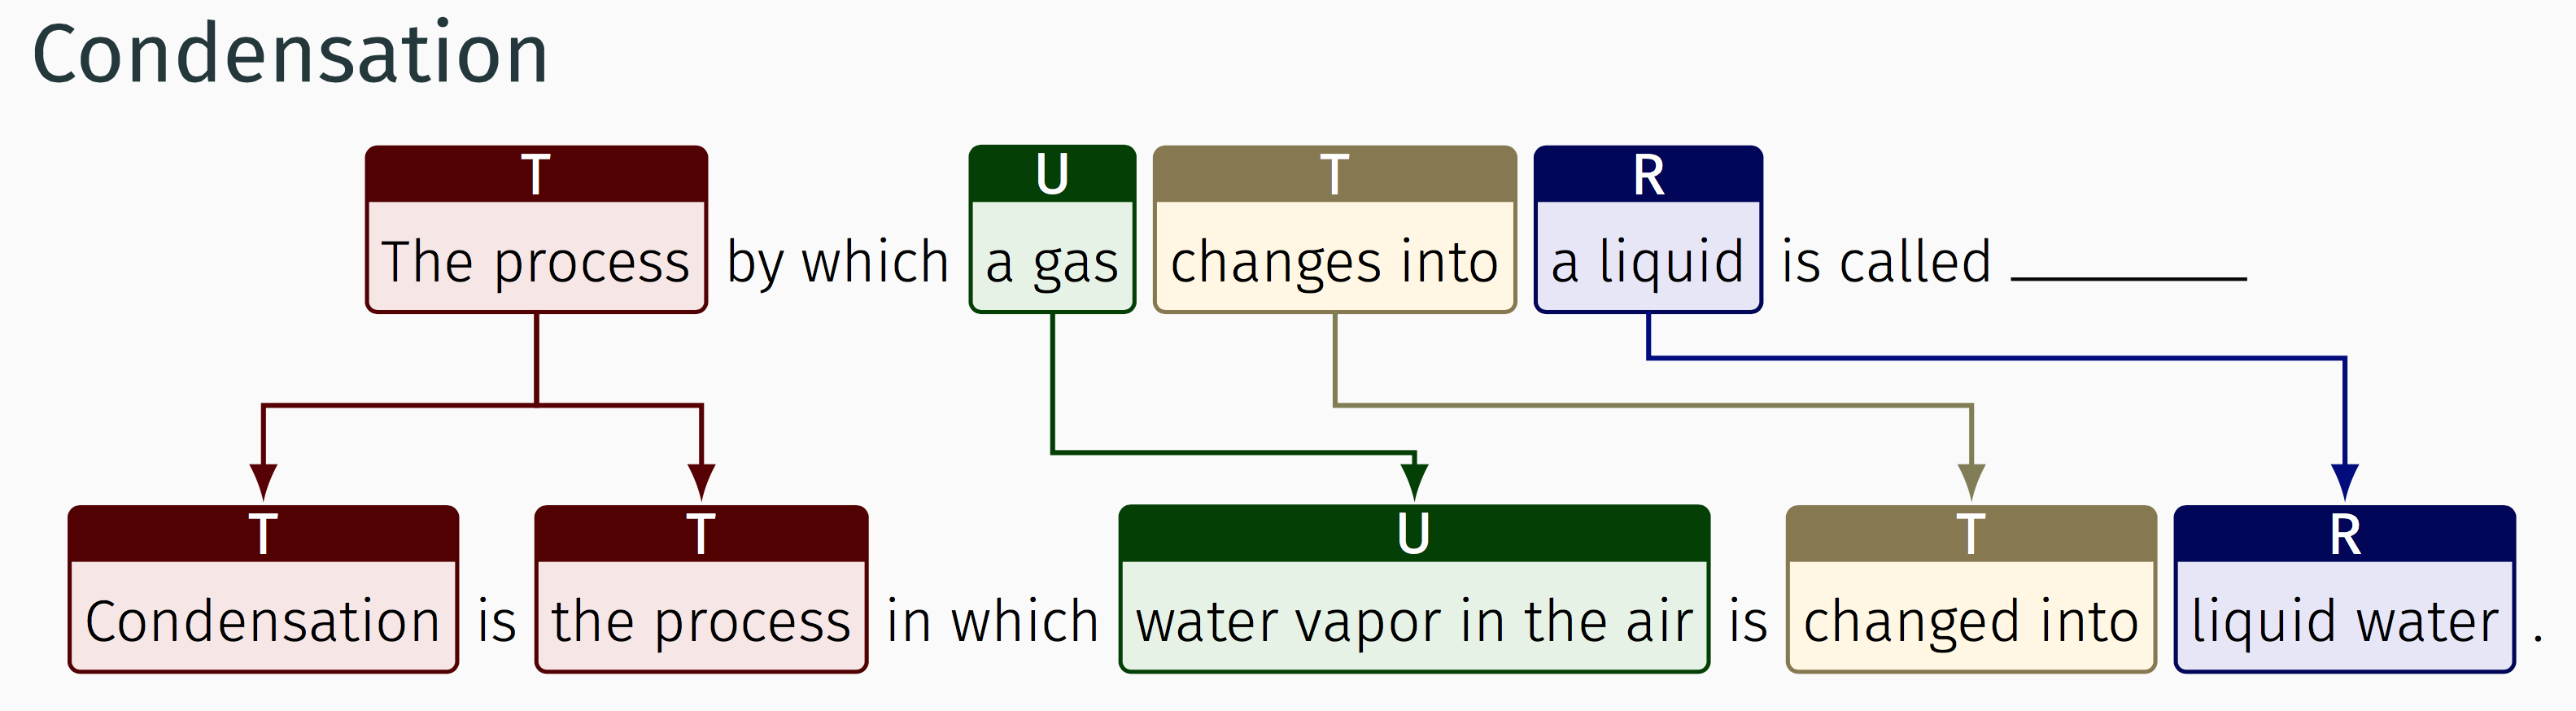 Condensation
T U T R
The process by which a gas changes into a liquid is called ________
T T U T R
Condensation is the process in which water vapor in the air is changed into liquid water .